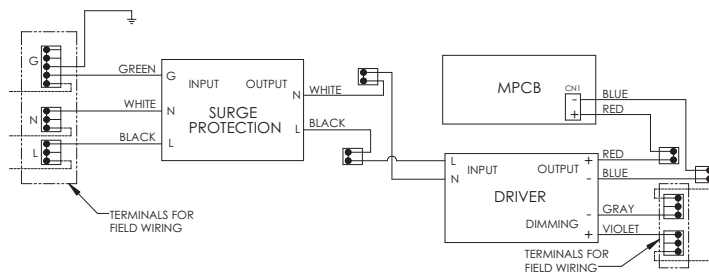 G
GREEN
G
INPUT
OUTPUT
N
WHITE
WHITE
N
SURGE
PROTECTION
L
BLACK
BLACK
L
L
N
TERMINALS FOR
FIELD WIRING
MPCB
CN1
-
+
BLUE
RED
L
INPUT
OUTPUT
+
RED
N
-
BLUE
DRIVER
-
GRAY
DIMMING
+
VIOLET
TERMINALS FOR
FIELD WIRING